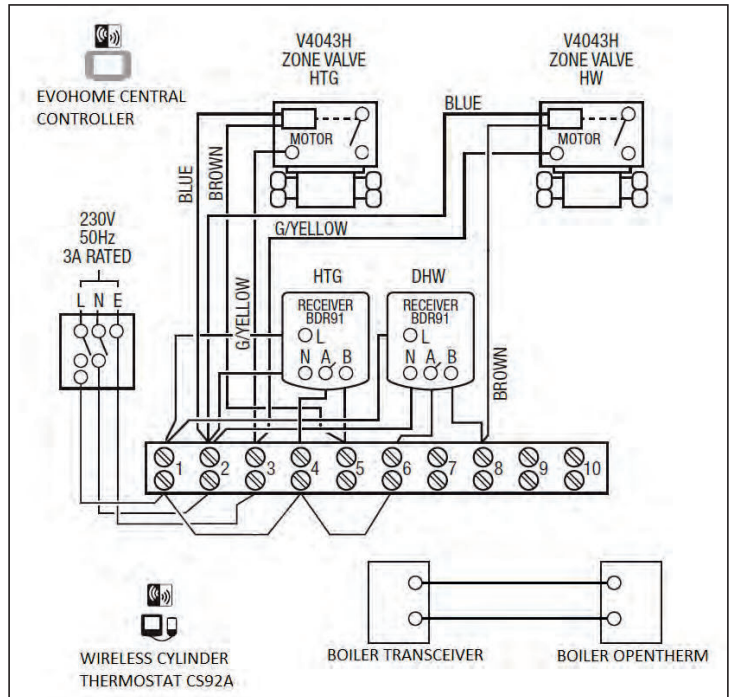 V4043H
ZONE VALVE
HTG
V4043H
ZONE VALVE
HW
EVOHOME CENTRAL
CONTROLLER
MOTOR
BLUE
MOTOR
BLUE
BROWN
230V
50Hz
3A RATED
L N E
G/YELLOW
G/YELLOW
HTG
DHW
RECEIVER
BDR91
L
N A B
RECEIVER
BDR91
L
N A B
BROWN
1 2 3 4 5 6 7 8 9 10
WIRELESS CYLINDER
THERMOSTAT CS92A
BOILER TRANSCEIVER
BOILER OPENTHERM